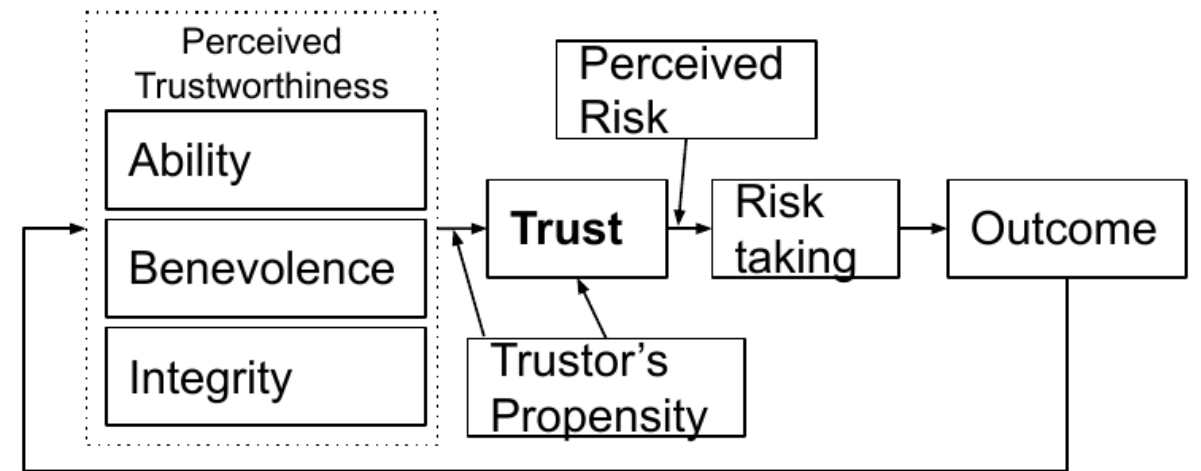 Perceived
Trustworthiness
Ability
Benevolence
Integrity
Trust
Perceived
Risk
Risk
taking
Outcome
Trustor’s
Propensity